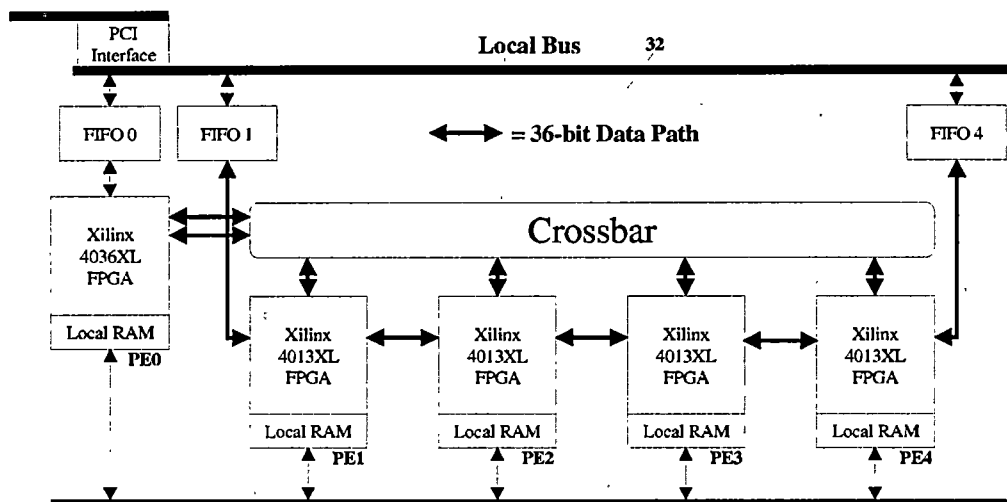 PCI
Interface
Local Bus
32
FIFO 0
FIFO 1
= 36-bit Data Path
FIFO 4
Xilinx
4036XL
FPGA
Crossbar
Local RAM
PE0
Xilinx
4013XL
FPGA
Xilinx
4013XL
FPGA
Xilinx
4013XL
FPGA
Xilinx
4013XL
FPGA
Local RAM
Local RAM
Local RAM
Local RAM
PE1
PE2
PE3
PE4